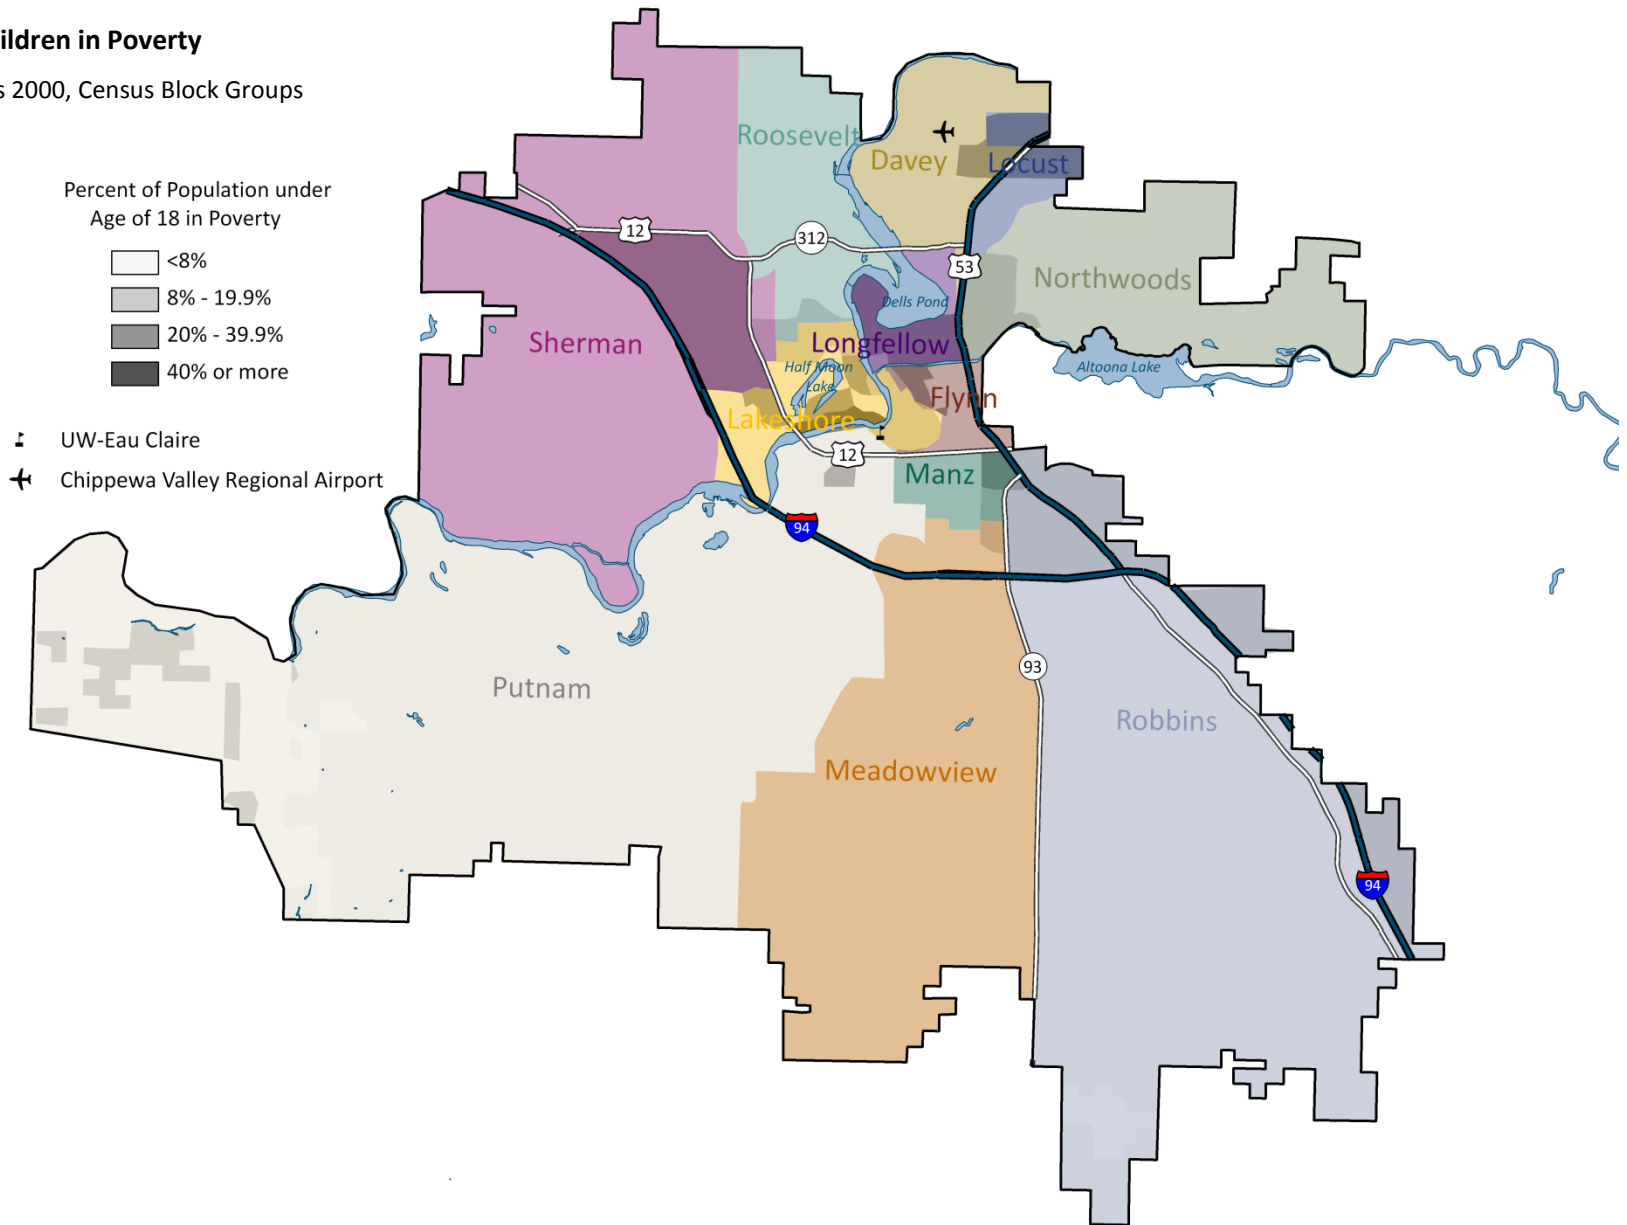 ildren in Poverty
s 2000, Census Block Groups
Percent of Population under
Age of 18 in Poverty
<8%
8% - 19.9%
20% - 39.9%
40% or more
UW-Eau Claire
Chippewa Valley Regional Airport
Roosevelt
Davey
Locust
12
312
53
Northwoods
Dells Pond
Sherman
Longfellow
Half Moon
Lake
Altoona Lake
Flynn
Lakeshore
12
Manz
94
93
Putnam
Robbins
Meadowview
94